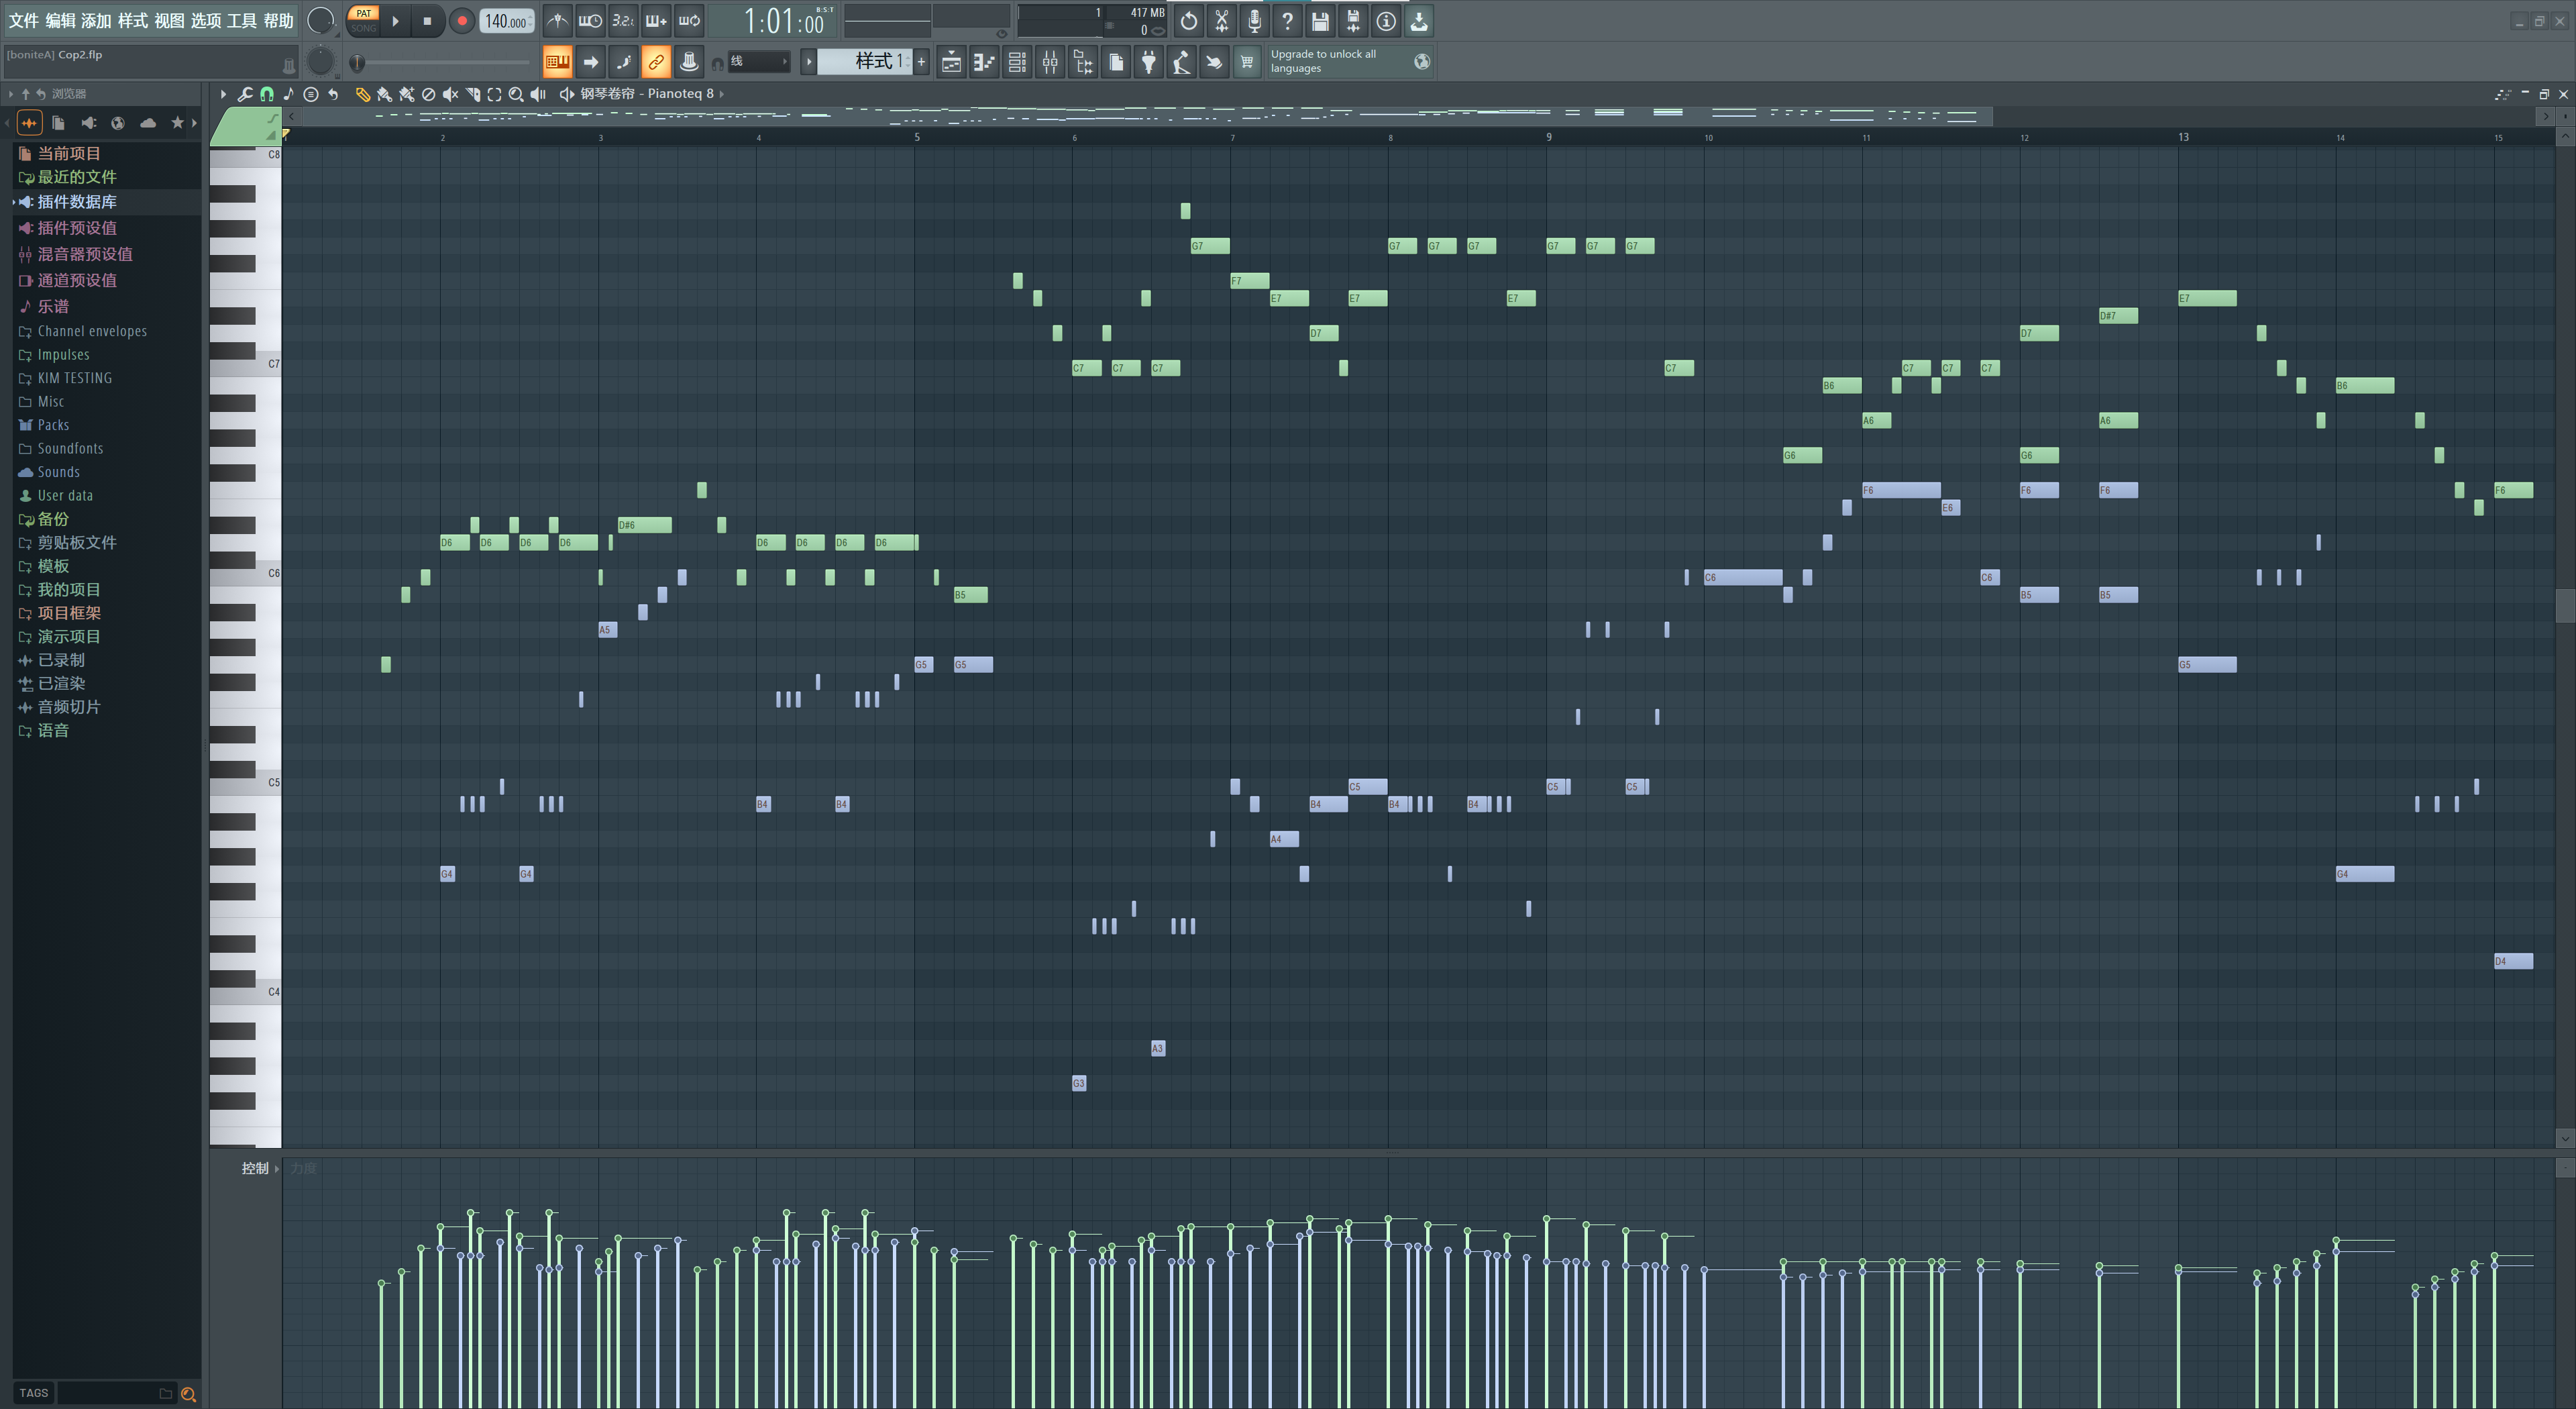 文件 编辑 添加 样式 视图 选项 工具 帮助
PAT
SONG
140.000
3.2.
1:01:00
B:S:T
1
417 MB
0
[boniteA] Cop2.flp
线
样式 1
+
Upgrade to unlock all
languages
浏览器
钢琴卷帘 - Pianoteq 8
当前项目
最近的文件
插件数据库
插件预设值
混音器预设值
通道预设值
乐谱
Channel envelopes
Impulses
KIM TESTING
Misc
Packs
Soundfonts
Sounds
User data
备份
剪贴板文件
模板
我的项目
项目框架
演示项目
已录制
已渲染
音频切片
语音
TAGS
2 3 4 5 6 7 8 9 10 11 12 13 14 15
C8
G7 G7 G7 G7 G7 G7 G7
F7
E7 E7 E7 E7
D#7
D7 D7
C7 C7 C7 C7 C7 C7 C7 C7
B6 B6
A6 A6
G6 G6
F6 F6 F6 F6
E6
D#6
D6 D6 D6 D6 D6 D6 D6 D6
C6 C6 C6
B5 B5 B5
A5
G5 G5 G5
C5 C5 C5 C5
B4 B4 B4 B4 B4
A4
G4 G4 G4
D4
C4
A3
G3
控制
力度